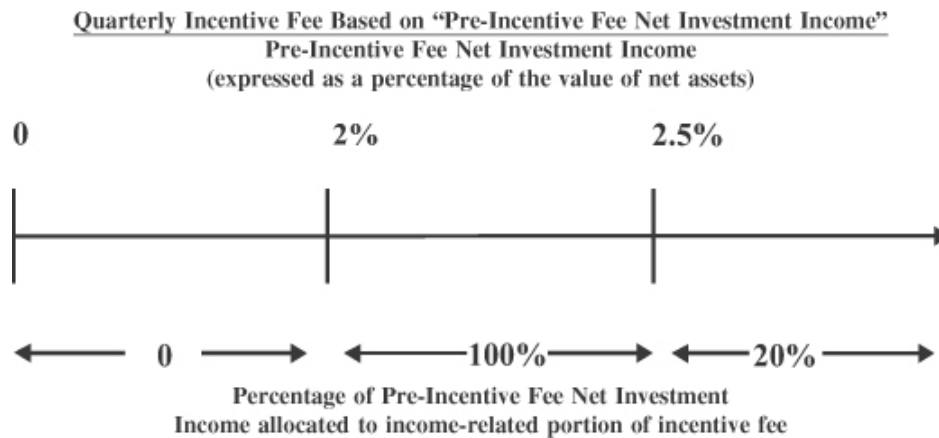 Quarterly Incentive Fee Based on “Pre-Incentive Fee Net Investment Income”
Pre-Incentive Fee Net Investment Income
(expressed as a percentage of the value of net assets)
0 2% 2.5%
0 100% 20%
Percentage of Pre-Incentive Fee Net Investment
Income allocated to income-related portion of incentive fee